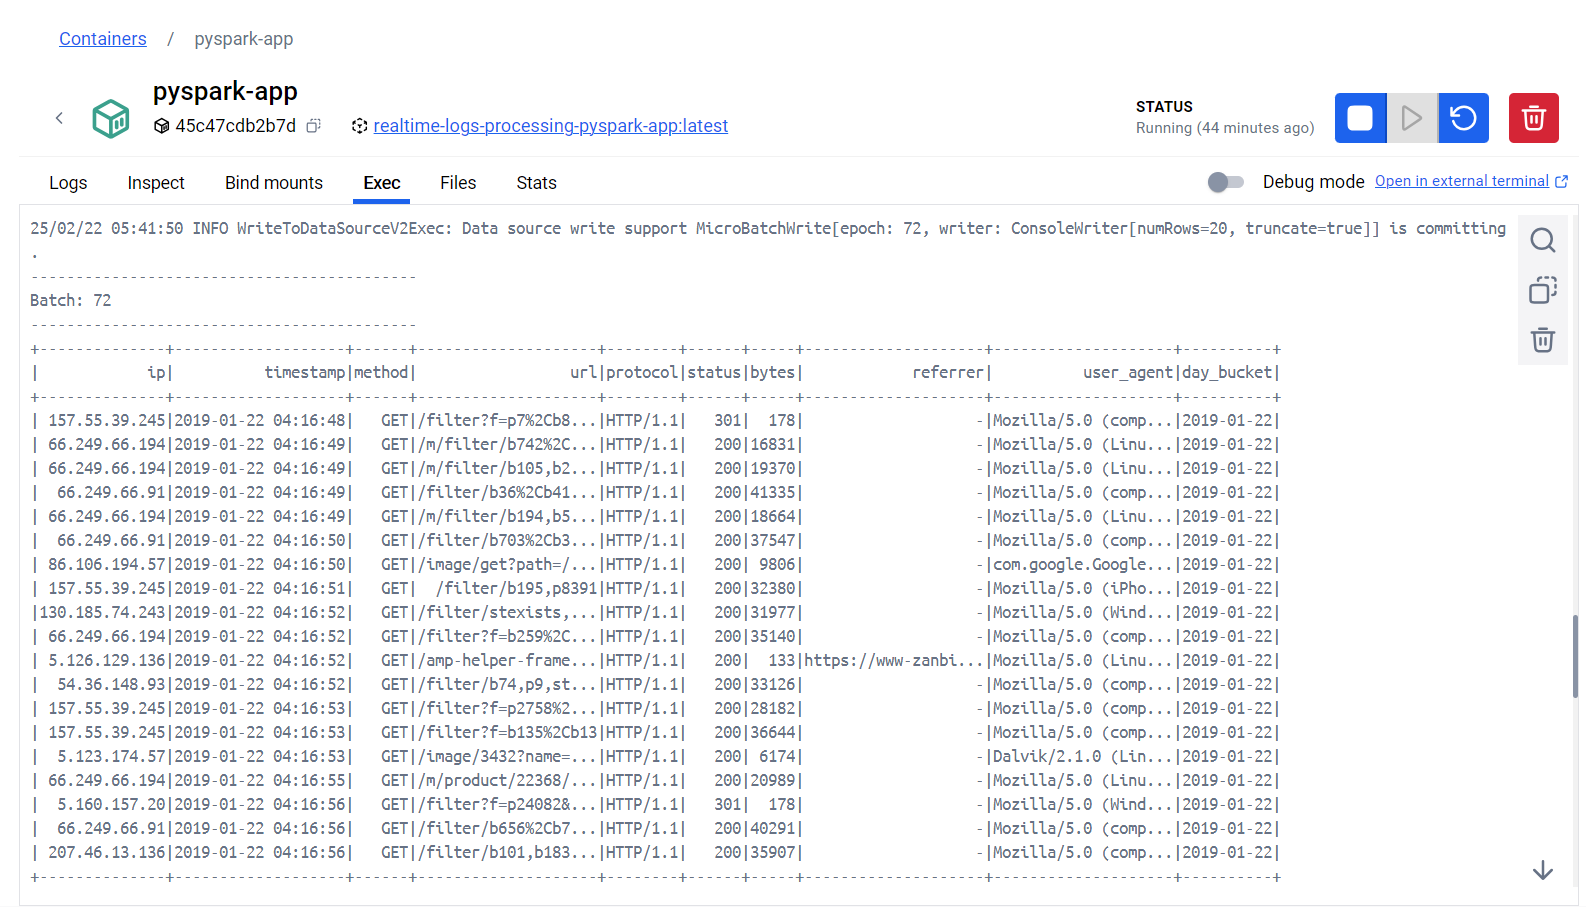 Containers / pyspark-app
pyspark-app
45c47cdb2b7d realtime-logs-processing-pyspark-app:latest
STATUS
Running (44 minutes ago)
Logs Inspect Bind mounts Exec Files Stats Debug mode Open in external terminal
25/02/22 05:41:50 INFO WriteToDataSourceV2Exec: Data source write support MicroBatchWrite[epoch: 72, writer: ConsoleWriter[numRows=20, truncate=true]] is committing
.
-------------------------------------------
Batch: 72
-------------------------------------------
+--------------+-------------------+------+--------------------+--------+------+-----+--------------------+--------------------+----------+
|            ip|          timestamp|method|                 url|protocol|status|bytes|            referrer|          user_agent|day_bucket|
+--------------+-------------------+------+--------------------+--------+------+-----+--------------------+--------------------+----------+
| 157.55.39.245|2019-01-22 04:16:48|   GET|/filter?f=p7%2Cb8...|HTTP/1.1|   301|  178|                   -|Mozilla/5.0 (comp...|2019-01-22|
| 66.249.66.194|2019-01-22 04:16:49|   GET|/m/filter/b742%2C...|HTTP/1.1|   200|16831|                   -|Mozilla/5.0 (Linu...|2019-01-22|
| 66.249.66.194|2019-01-22 04:16:49|   GET|/m/filter/b105,b2...|HTTP/1.1|   200|19370|                   -|Mozilla/5.0 (Linu...|2019-01-22|
|  66.249.66.91|2019-01-22 04:16:49|   GET|/filter/b36%2Cb41...|HTTP/1.1|   200|41335|                   -|Mozilla/5.0 (comp...|2019-01-22|
| 66.249.66.194|2019-01-22 04:16:49|   GET|/m/filter/b194,b5...|HTTP/1.1|   200|18664|                   -|Mozilla/5.0 (Linu...|2019-01-22|
|  66.249.66.91|2019-01-22 04:16:50|   GET|/filter/b703%2Cb3...|HTTP/1.1|   200|37547|                   -|Mozilla/5.0 (comp...|2019-01-22|
| 86.106.194.57|2019-01-22 04:16:50|   GET|/image/get?path=/...|HTTP/1.1|   200| 9806|                   -|com.google.Google...|2019-01-22|
| 157.55.39.245|2019-01-22 04:16:51|   GET|  /filter/b195,p8391|HTTP/1.1|   200|32380|                   -|Mozilla/5.0 (iPho...|2019-01-22|
|130.185.74.243|2019-01-22 04:16:52|   GET|/filter/stexists,...|HTTP/1.1|   200|31977|                   -|Mozilla/5.0 (Wind...|2019-01-22|
| 66.249.66.194|2019-01-22 04:16:52|   GET|/filter?f=b259%2C...|HTTP/1.1|   200|35140|                   -|Mozilla/5.0 (comp...|2019-01-22|
| 5.126.129.136|2019-01-22 04:16:52|   GET|/amp-helper-frame...|HTTP/1.1|   200|  133|https://www-zanbi...|Mozilla/5.0 (Linu...|2019-01-22|
|  54.36.148.93|2019-01-22 04:16:52|   GET|/filter/b74,p9,st...|HTTP/1.1|   200|33126|                   -|Mozilla/5.0 (comp...|2019-01-22|
| 157.55.39.245|2019-01-22 04:16:53|   GET|/filter?f=p2758%2...|HTTP/1.1|   200|28182|                   -|Mozilla/5.0 (comp...|2019-01-22|
| 157.55.39.245|2019-01-22 04:16:53|   GET|/filter?f=b135%2Cb13|HTTP/1.1|   200|36644|                   -|Mozilla/5.0 (comp...|2019-01-22|
|  5.123.174.57|2019-01-22 04:16:53|   GET|/image/3432?name=...|HTTP/1.1|   200| 6174|                   -|Dalvik/2.1.0 (Lin...|2019-01-22|
| 66.249.66.194|2019-01-22 04:16:55|   GET|/m/product/22368/...|HTTP/1.1|   200|20989|                   -|Mozilla/5.0 (Linu...|2019-01-22|
|  5.160.157.20|2019-01-22 04:16:56|   GET|/filter?f=p24082&...|HTTP/1.1|   301|  178|                   -|Mozilla/5.0 (Wind...|2019-01-22|
|  66.249.66.91|2019-01-22 04:16:56|   GET|/filter/b656%2Cb7...|HTTP/1.1|   200|40291|                   -|Mozilla/5.0 (comp...|2019-01-22|
| 207.46.13.136|2019-01-22 04:16:56|   GET|/filter/b101,b183...|HTTP/1.1|   200|35907|                   -|Mozilla/5.0 (comp...|2019-01-22|
+--------------+-------------------+------+--------------------+--------+------+-----+--------------------+--------------------+----------+